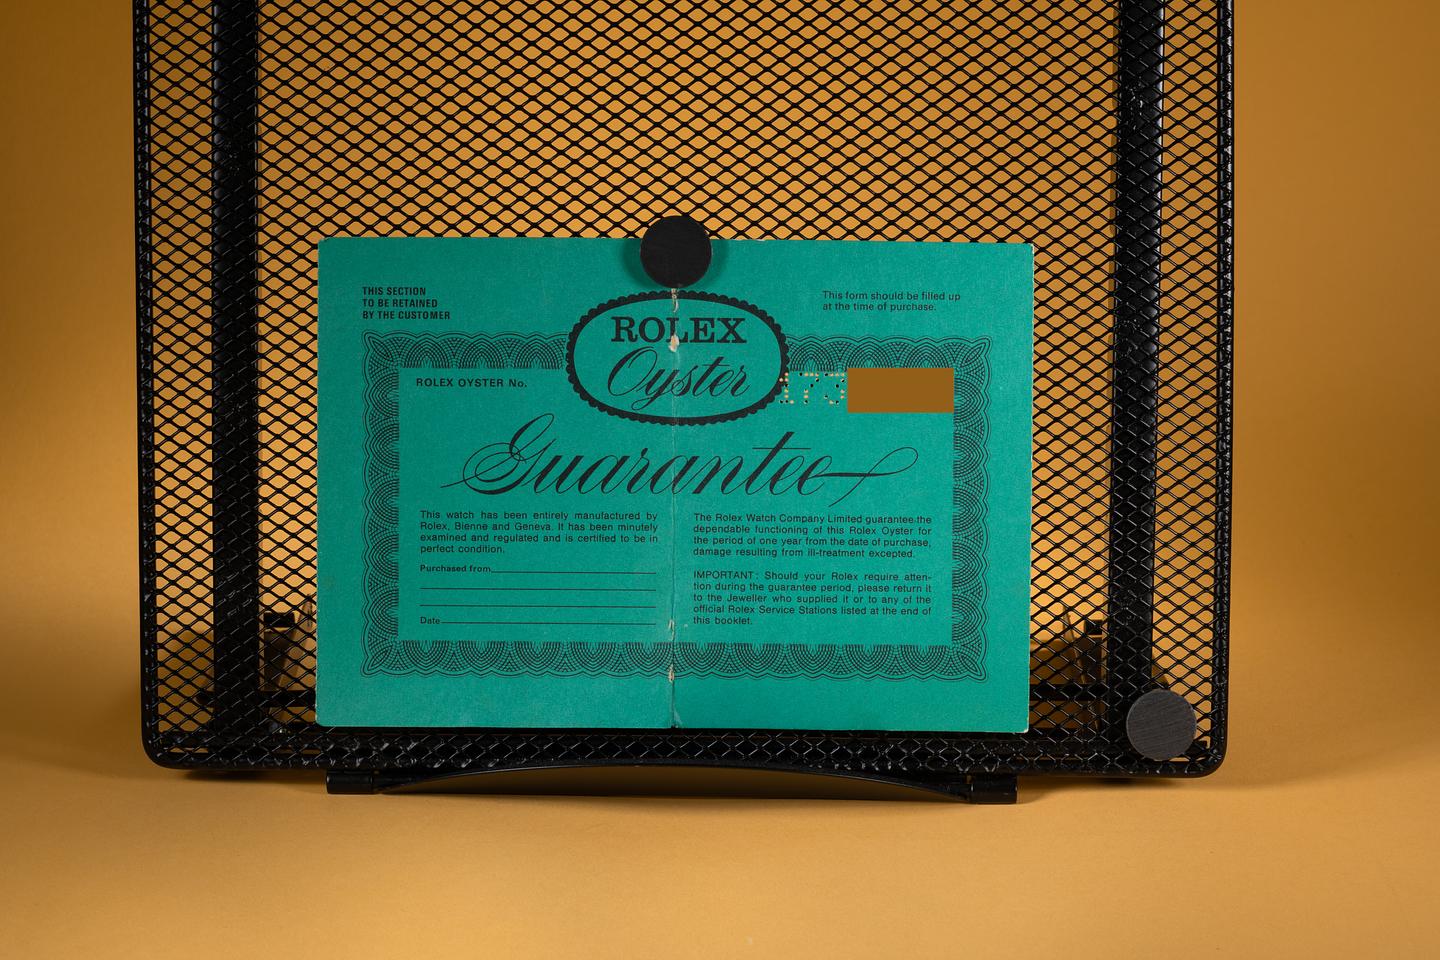 THIS SECTION
TO BE RETAINED
BY THE CUSTOMER
This form should be filled up
at the time of purchase.
ROLEX
Oyster
ROLEX OYSTER No.
Guarantee
This watch has been entirely manufactured by
Rolex, Bienne and Geneva. It has been minutely
examined and regulated and is certified to be in
perfect condition.
Purchased from
Date
The Rolex Watch Company Limited guarantee the
dependable functioning of this Rolex Oyster for
the period of one year from the date of purchase,
damage resulting from ill-treatment excepted.
IMPORTANT: Should your Rolex require atten-
tion during the guarantee period, please return it
to the Jeweller who supplied it or to any of the
official Rolex Service Stations listed at the end of
this booklet.